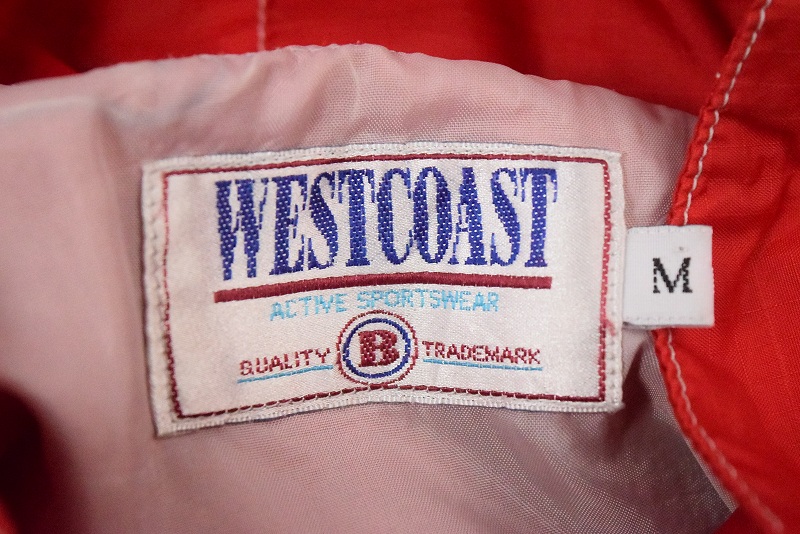 WESTCOAST
ACTIVE SPORTSWEAR
QUALITY B TRADEMARK
M